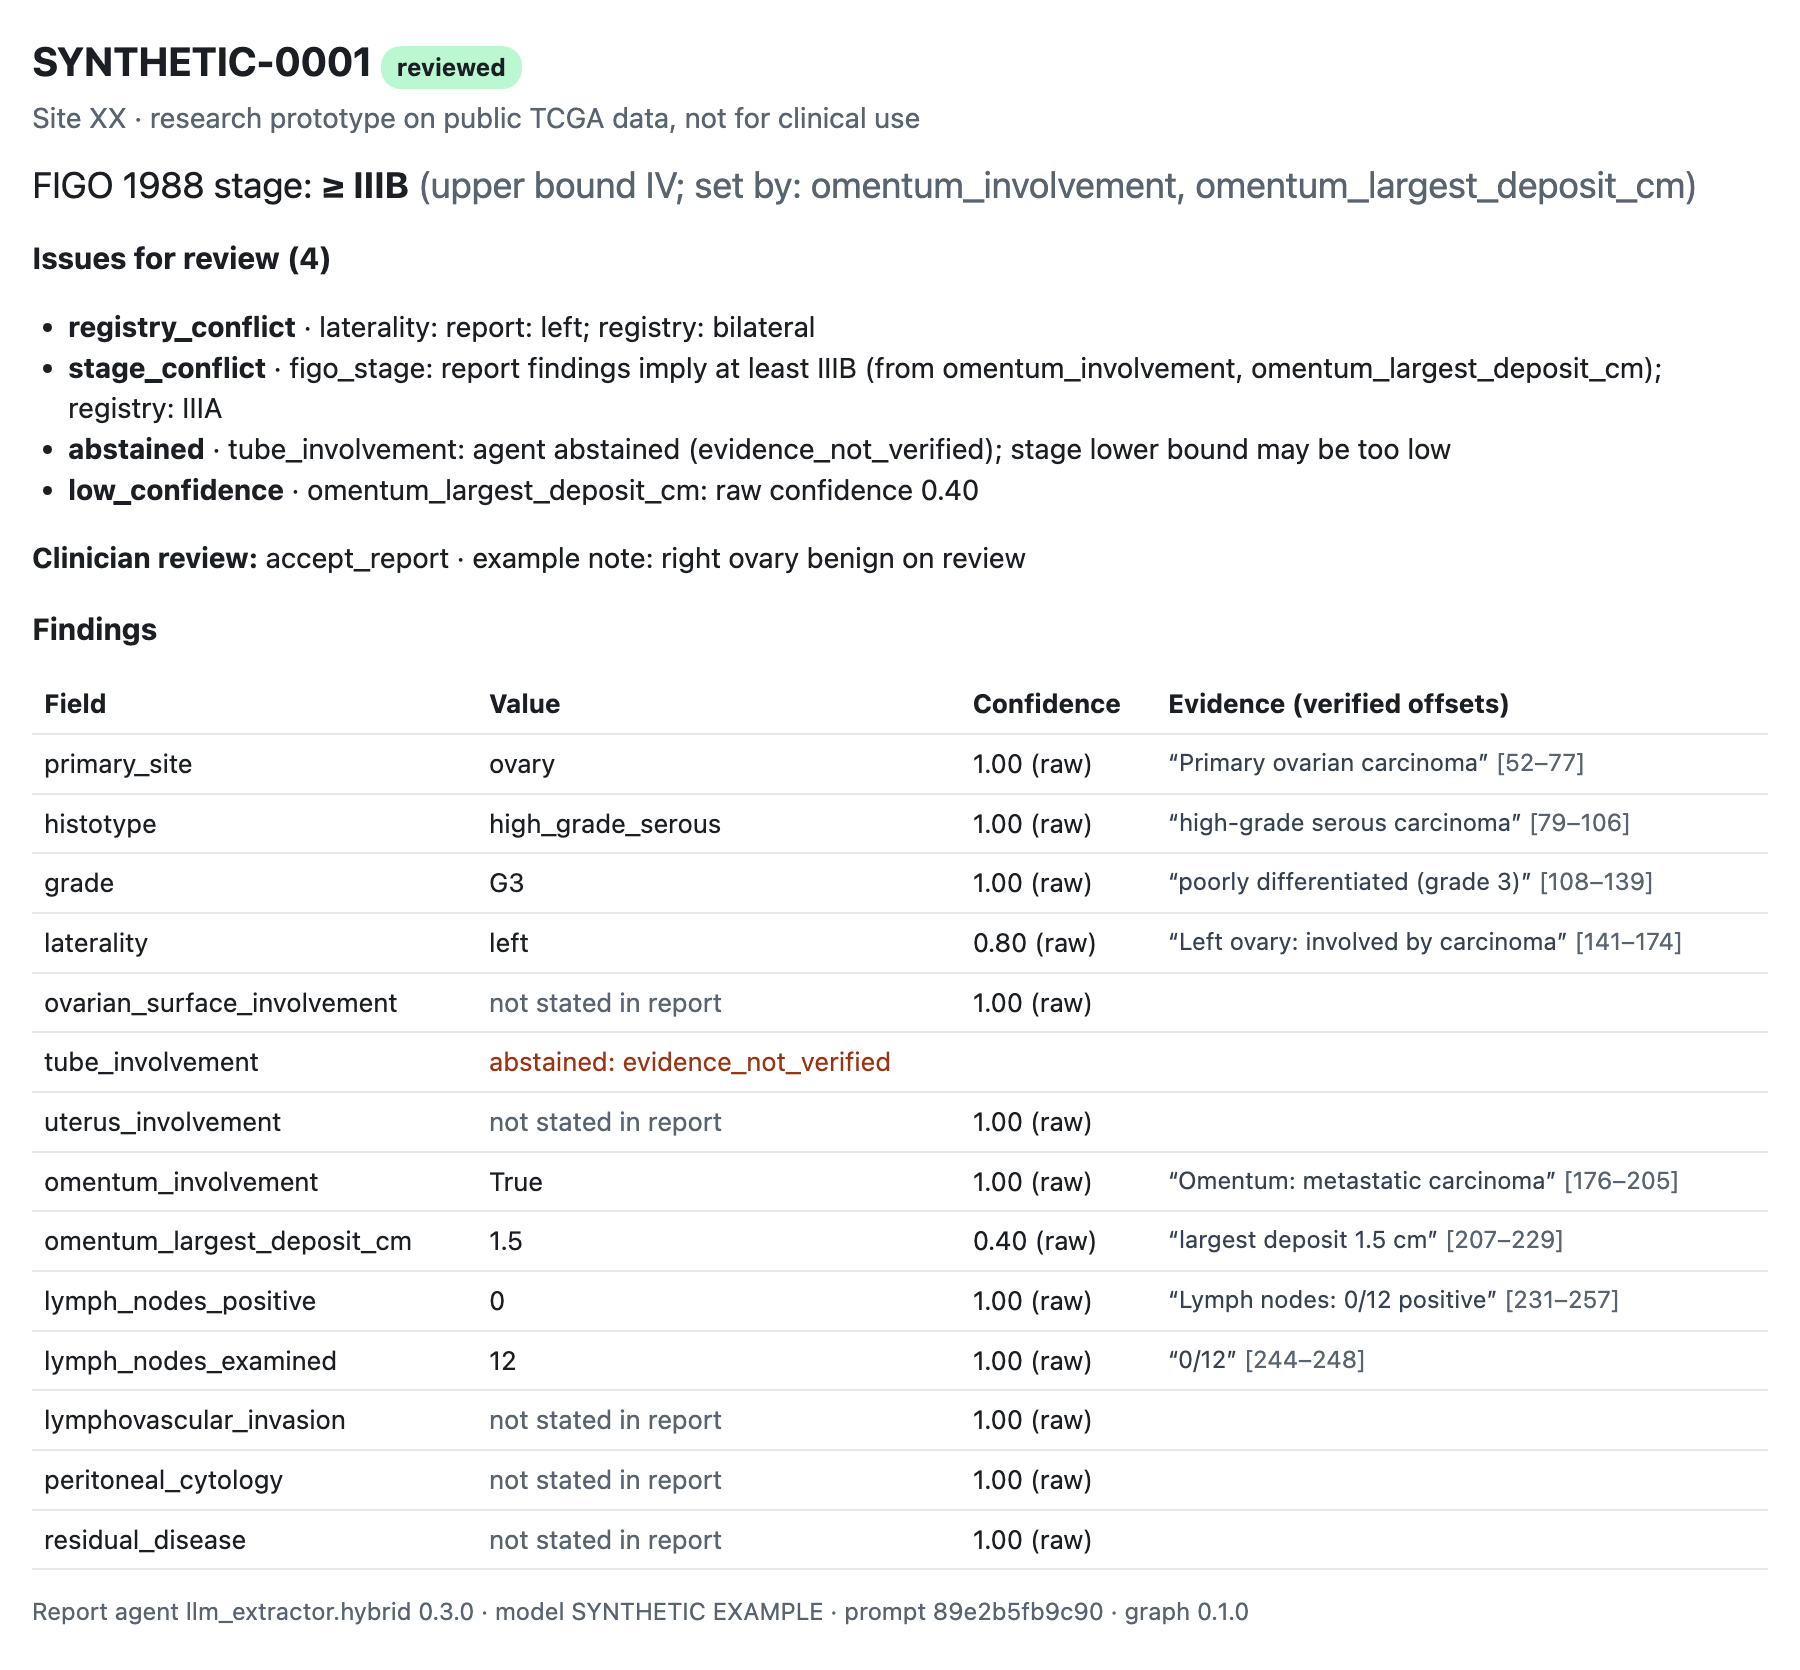 SYNTHETIC-0001 reviewed
Site XX · research prototype on public TCGA data, not for clinical use
FIGO 1988 stage: ≥ IIIB (upper bound IV; set by: omentum_involvement, omentum_largest_deposit_cm)
Issues for review (4)
• registry_conflict · laterality: report: left; registry: bilateral
• stage_conflict · figo_stage: report findings imply at least IIIB (from omentum_involvement, omentum_largest_deposit_cm);
registry: IIIA
• abstained · tube_involvement: agent abstained (evidence_not_verified); stage lower bound may be too low
• low_confidence · omentum_largest_deposit_cm: raw confidence 0.40
Clinician review: accept_report · example note: right ovary benign on review
Findings
Field Value Confidence Evidence (verified offsets)
primary_site ovary 1.00 (raw) “Primary ovarian carcinoma” [52–77]
histotype high_grade_serous 1.00 (raw) “high-grade serous carcinoma” [79–106]
grade G3 1.00 (raw) “poorly differentiated (grade 3)” [108–139]
laterality left 0.80 (raw) “Left ovary: involved by carcinoma” [141–174]
ovarian_surface_involvement not stated in report 1.00 (raw)
tube_involvement abstained: evidence_not_verified
uterus_involvement not stated in report 1.00 (raw)
omentum_involvement True 1.00 (raw) “Omentum: metastatic carcinoma” [176–205]
omentum_largest_deposit_cm 1.5 0.40 (raw) “largest deposit 1.5 cm” [207–229]
lymph_nodes_positive 0 1.00 (raw) “Lymph nodes: 0/12 positive” [231–257]
lymph_nodes_examined 12 1.00 (raw) “0/12” [244–248]
lymphovascular_invasion not stated in report 1.00 (raw)
peritoneal_cytology not stated in report 1.00 (raw)
residual_disease not stated in report 1.00 (raw)
Report agent llm_extractor.hybrid 0.3.0 · model SYNTHETIC EXAMPLE · prompt 89e2b5fb9c90 · graph 0.1.0